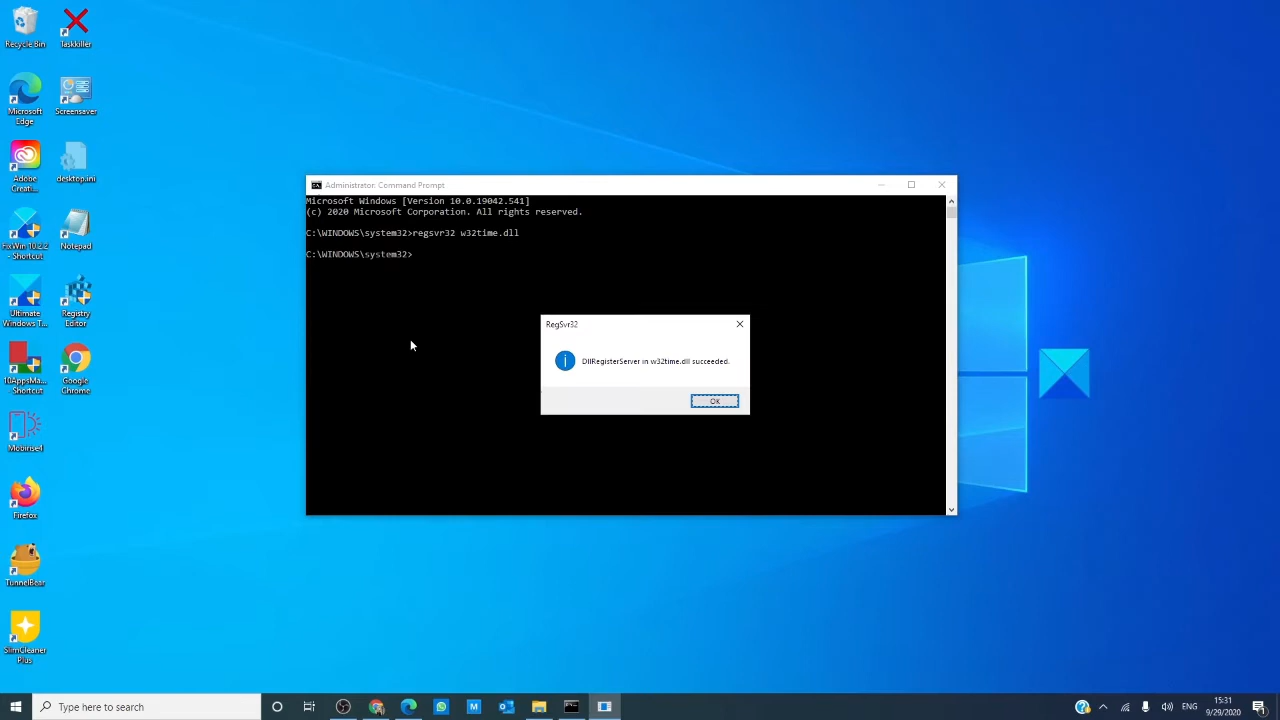 Recycle Bin
Taskkiller
Microsoft
Edge
Screensaver
Adobe
Creati...
desktop.ini
FixWin 10.2.2
- Shortcut
Notepad
Ultimate
Windows T...
Registry
Editor
10AppsMa...
- Shortcut
Google
Chrome
Mobirise4
Firefox
TunnelBear
SlimCleaner
Plus
Administrator: Command Prompt
Microsoft Windows [Version 10.0.19042.541]
(c) 2020 Microsoft Corporation. All rights reserved.
C:\WINDOWS\system32>regsvr32 w32time.dll
C:\WINDOWS\system32>
RegSvr32
DllRegisterServer in w32time.dll succeeded.
OK
Type here to search
ENG
15:31
9/29/2020